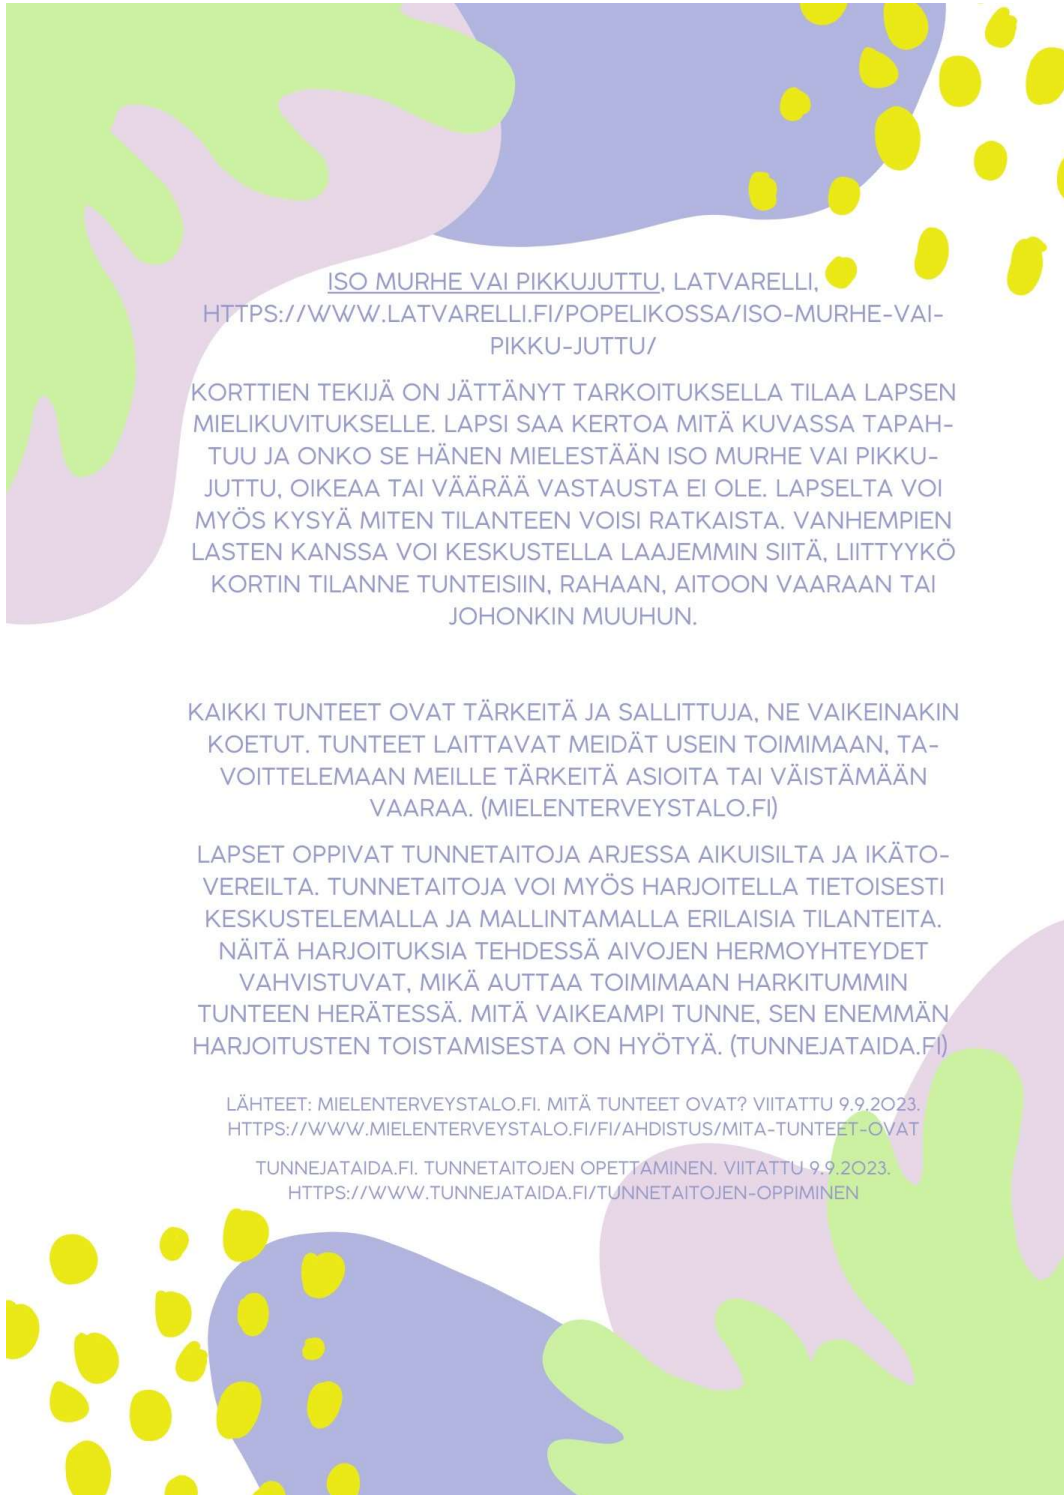 ISO MURHE VAI PIKKUJUTTU, LATVARELLI,
HTTPS://WWW.LATVARELLI.FI/POPELIKOSSA/ISO-MURHE-VAI-
PIKKU-JUTTU/
KORTTIEN TEKIJÄ ON JÄTTÄNYT TARKOITUKSELLA TILAA LAPSEN
MIELIKUVITUKSELLE. LAPSI SAA KERTOA MITÄ KUVASSA TAPAH-
TUU JA ONKO SE HÄNEN MIELESTÄÄN ISO MURHE VAI PIKKU-
JUTTU, OIKEAA TAI VÄÄRÄÄ VASTAUSTA EI OLE. LAPSELTA VOI
MYÖS KYSYÄ MITEN TILANTEEN VOISI RATKAISTA. VANHEMPIEN
LASTEN KANSSA VOI KESKUSTELLA LAAJEMMIN SIITÄ, LIITTYYKÖ
KORTIN TILANNE TUNTEISIIN, RAHAAN, AITOON VAARAAN TAI
JOHONKIN MUUHUN.
KAIKKI TUNTEET OVAT TÄRKEITÄ JA SALLITTUJA, NE VAIKEINAKIN
KOETUT. TUNTEET LAITTAVAT MEIDÄT USEIN TOIMIMAAN, TA-
VOITTELEMAAN MEILLE TÄRKEITÄ ASIOITA TAI VÄISTÄMÄÄN
VAARAA. (MIELENTERVEYSTALO.FI)
LAPSET OPPIVAT TUNNETAITOJA ARJESSA AIKUISILTA JA IKÄTO-
VEREILTA. TUNNETAITOJA VOI MYÖS HARJOITELLA TIETOISESTI
KESKUSTELEMALLA JA MALLINTAMALLA ERILAISIA TILANTEITA.
NÄITÄ HARJOITUKSIA TEHDESSÄ AIVOJEN HERMOYHTEYDET
VAHVISTUVAT, MIKÄ AUTTAA TOIMIMAAN HARKITUMMIN
TUNTEEN HERÄTESSÄ. MITÄ VAIKEAMPI TUNNE, SEN ENEMMÄN
HARJOITUSTEN TOISTAMISESTA ON HYÖTYÄ. (TUNNEJATAIDA.FI)
LÄHTEET: MIELENTERVEYSTALO.FI. MITÄ TUNTEET OVAT? VIITATTU 9.9.2023.
HTTPS://WWW.MIELENTERVEYSTALO.FI/FI/AHDISTUS/MITA-TUNTEET-OVAT
TUNNEJATAIDA.FI. TUNNETAITOJEN OPETTAMINEN. VIITATTU 9.9.2023.
HTTPS://WWW.TUNNEJATAIDA.FI/TUNNETAITOJEN-OPPIMINEN